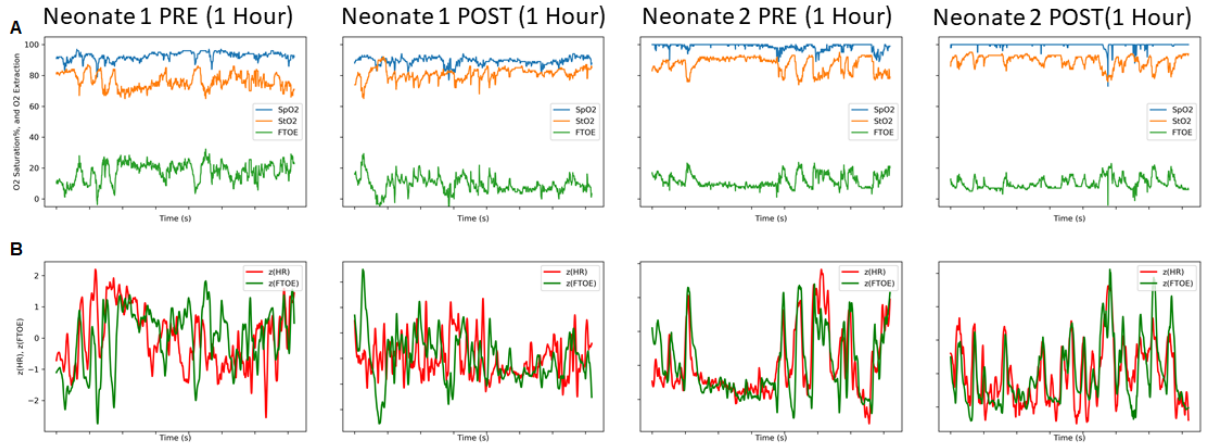 Neonate 1 PRE (1 Hour)
Neonate 1 POST (1 Hour)
Neonate 2 PRE (1 Hour)
Neonate 2 POST(1 Hour)
A
O2 Saturation%, and O2 Extraction
100
80
60
40
20
0
SpO2
StO2
FTOE
SpO2
StO2
FTOE
SpO2
StO2
FTOE
SpO2
StO2
FTOE
Time (s)
Time (s)
Time (s)
Time (s)
B
z(HR), z(FTOE)
2
1
0
−1
−2
z(HR)
z(FTOE)
z(HR)
z(FTOE)
z(HR)
z(FTOE)
z(HR)
z(FTOE)
Time (s)
Time (s)
Time (s)
Time (s)